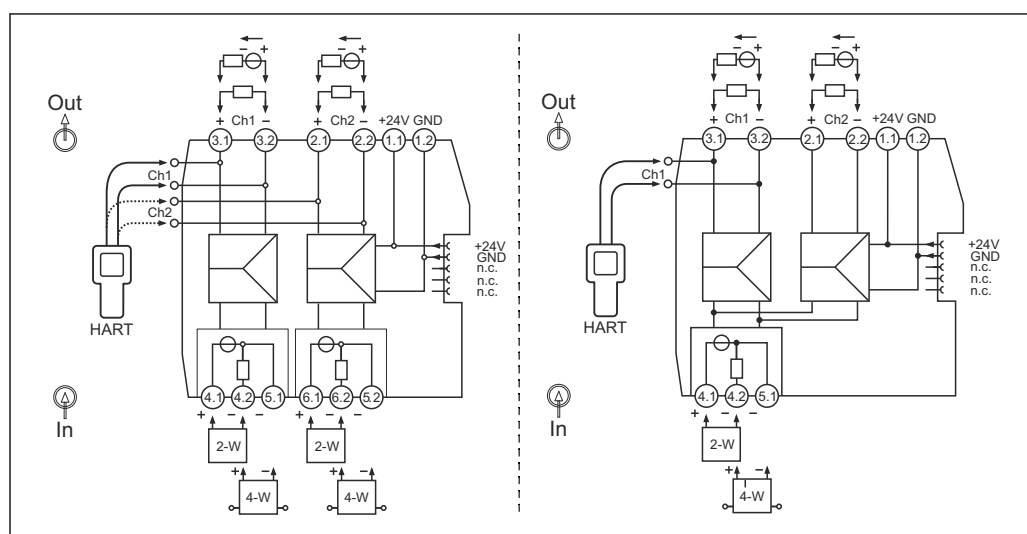 − +
− +
− +
− +
Out
+ Ch1 −
+ Ch2 −
+24V GND
3.1 3.2 2.1 2.2 1.1 1.2
Ch1
Ch2
+24V
GND
n.c.
n.c.
n.c.
HART
In
4.1 4.2 5.1 6.1 6.2 5.2
+ − − + − −
2-W
2-W
+ − + −
4-W
4-W
Out
+ Ch1 −
+ Ch2 −
+24V GND
3.1 3.2 2.1 2.2 1.1 1.2
Ch1
+24V
GND
n.c.
n.c.
n.c.
HART
In
4.1 4.2 5.1
+ − −
2-W
+ −
4-W